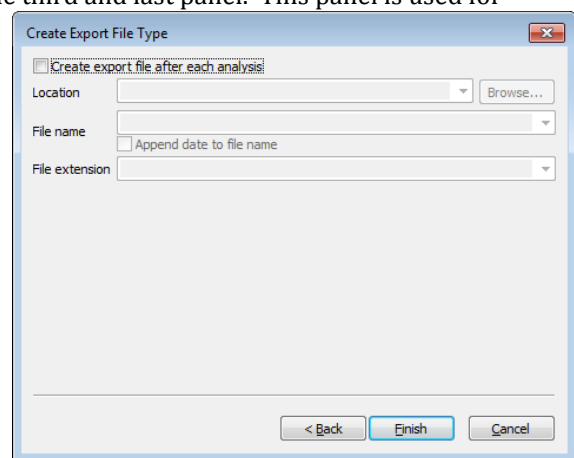 e third and last panel. This panel is used for
Create Export File Type
Create export file after each analysis
Location
Browse...
File name
Append date to file name
File extension
< Back
Finish
Cancel